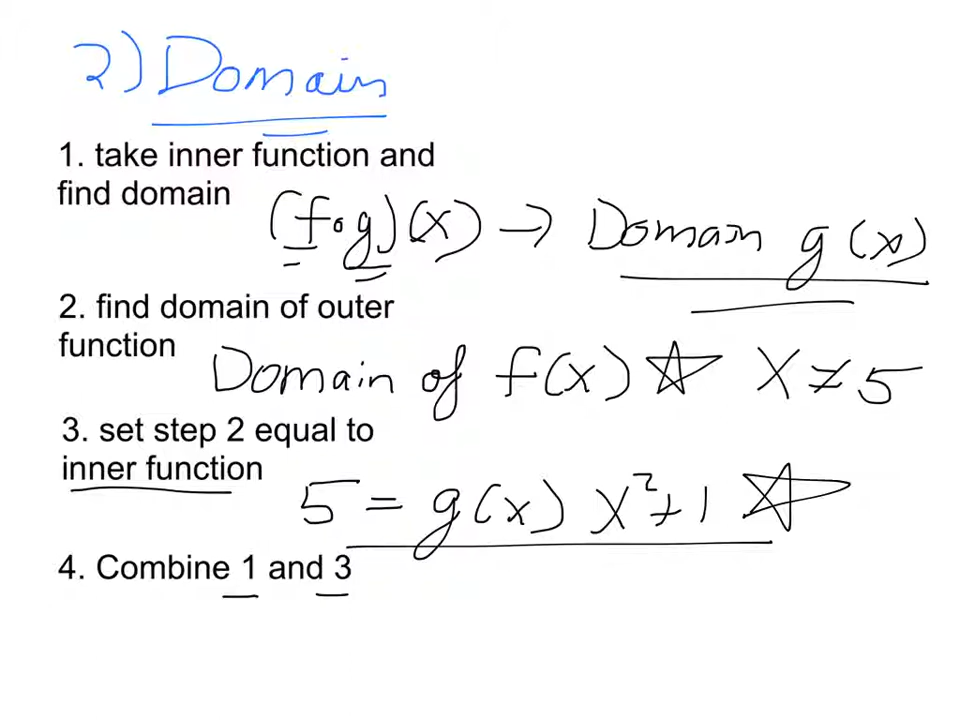 2) Domain
1. take inner function and
find domain
(f∘g)(x) → Domain g(x)
2. find domain of outer
function
Domain of f(x) ☆ x ≠ 5
3. set step 2 equal to
inner function
5 = g(x) x²+1 ☆
4. Combine 1 and 3